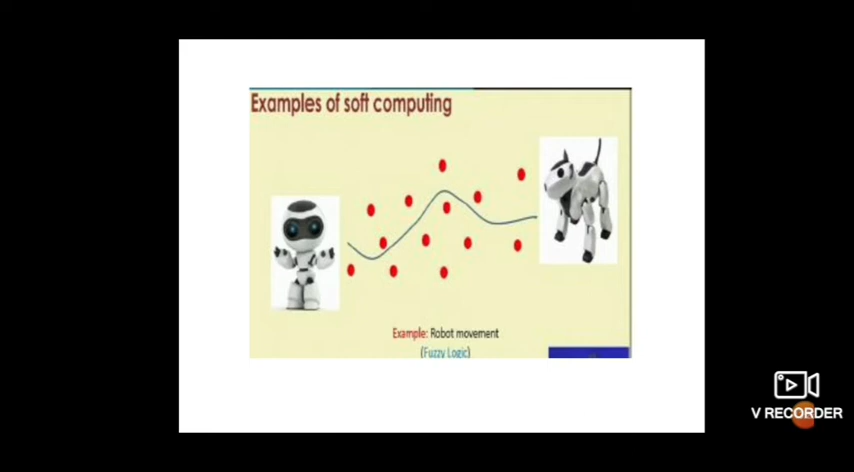 Examples of soft computing
Example: Robot movement
(Fuzzy Logic)
V RECORDER